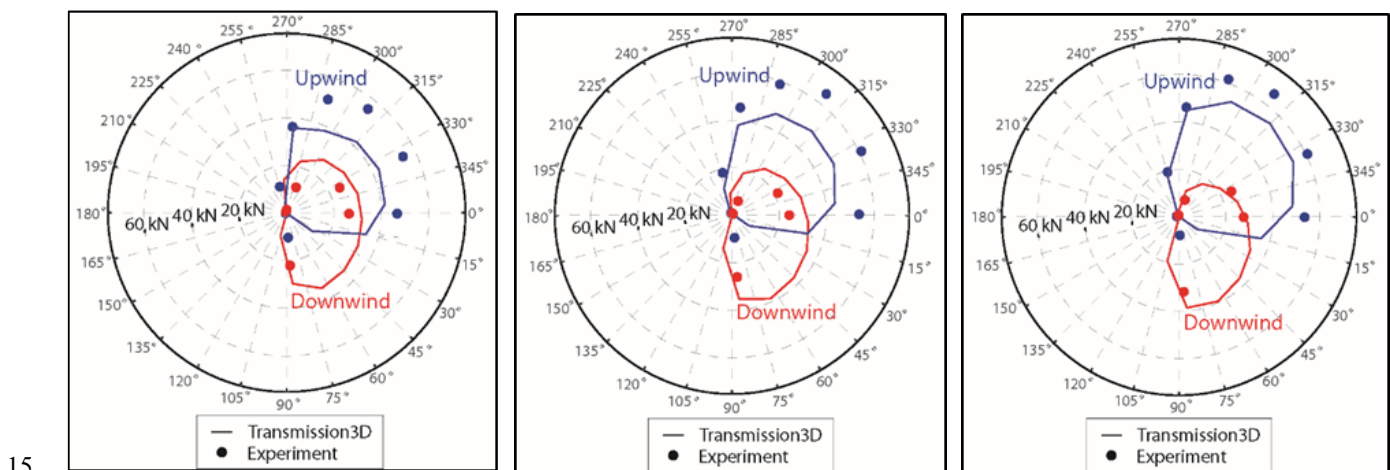 270°
240° 285°
225° 300°
Upwind 315°
210° 330°
195° 345°
180° 60 kN 40 kN 20 kN 0°
165° 15°
150° Downwind 30°
135° 45°
120° 60°
105° 90° 75°
Transmission3D
Experiment
270°
240° 285°
225° 300°
Upwind 315°
210° 330°
195° 345°
180° 60 kN 40 kN 20 kN 0°
165° 15°
150° Downwind 30°
135° 45°
120° 60°
105° 90° 75°
Transmission3D
Experiment
270°
240° 285°
225° 300°
Upwind 315°
210° 330°
195° 345°
180° 60 kN 40 kN 20 kN 0°
165° 15°
150° Downwind 30°
135° 45°
120° 60°
105° 90° 75°
Transmission3D
Experiment
15